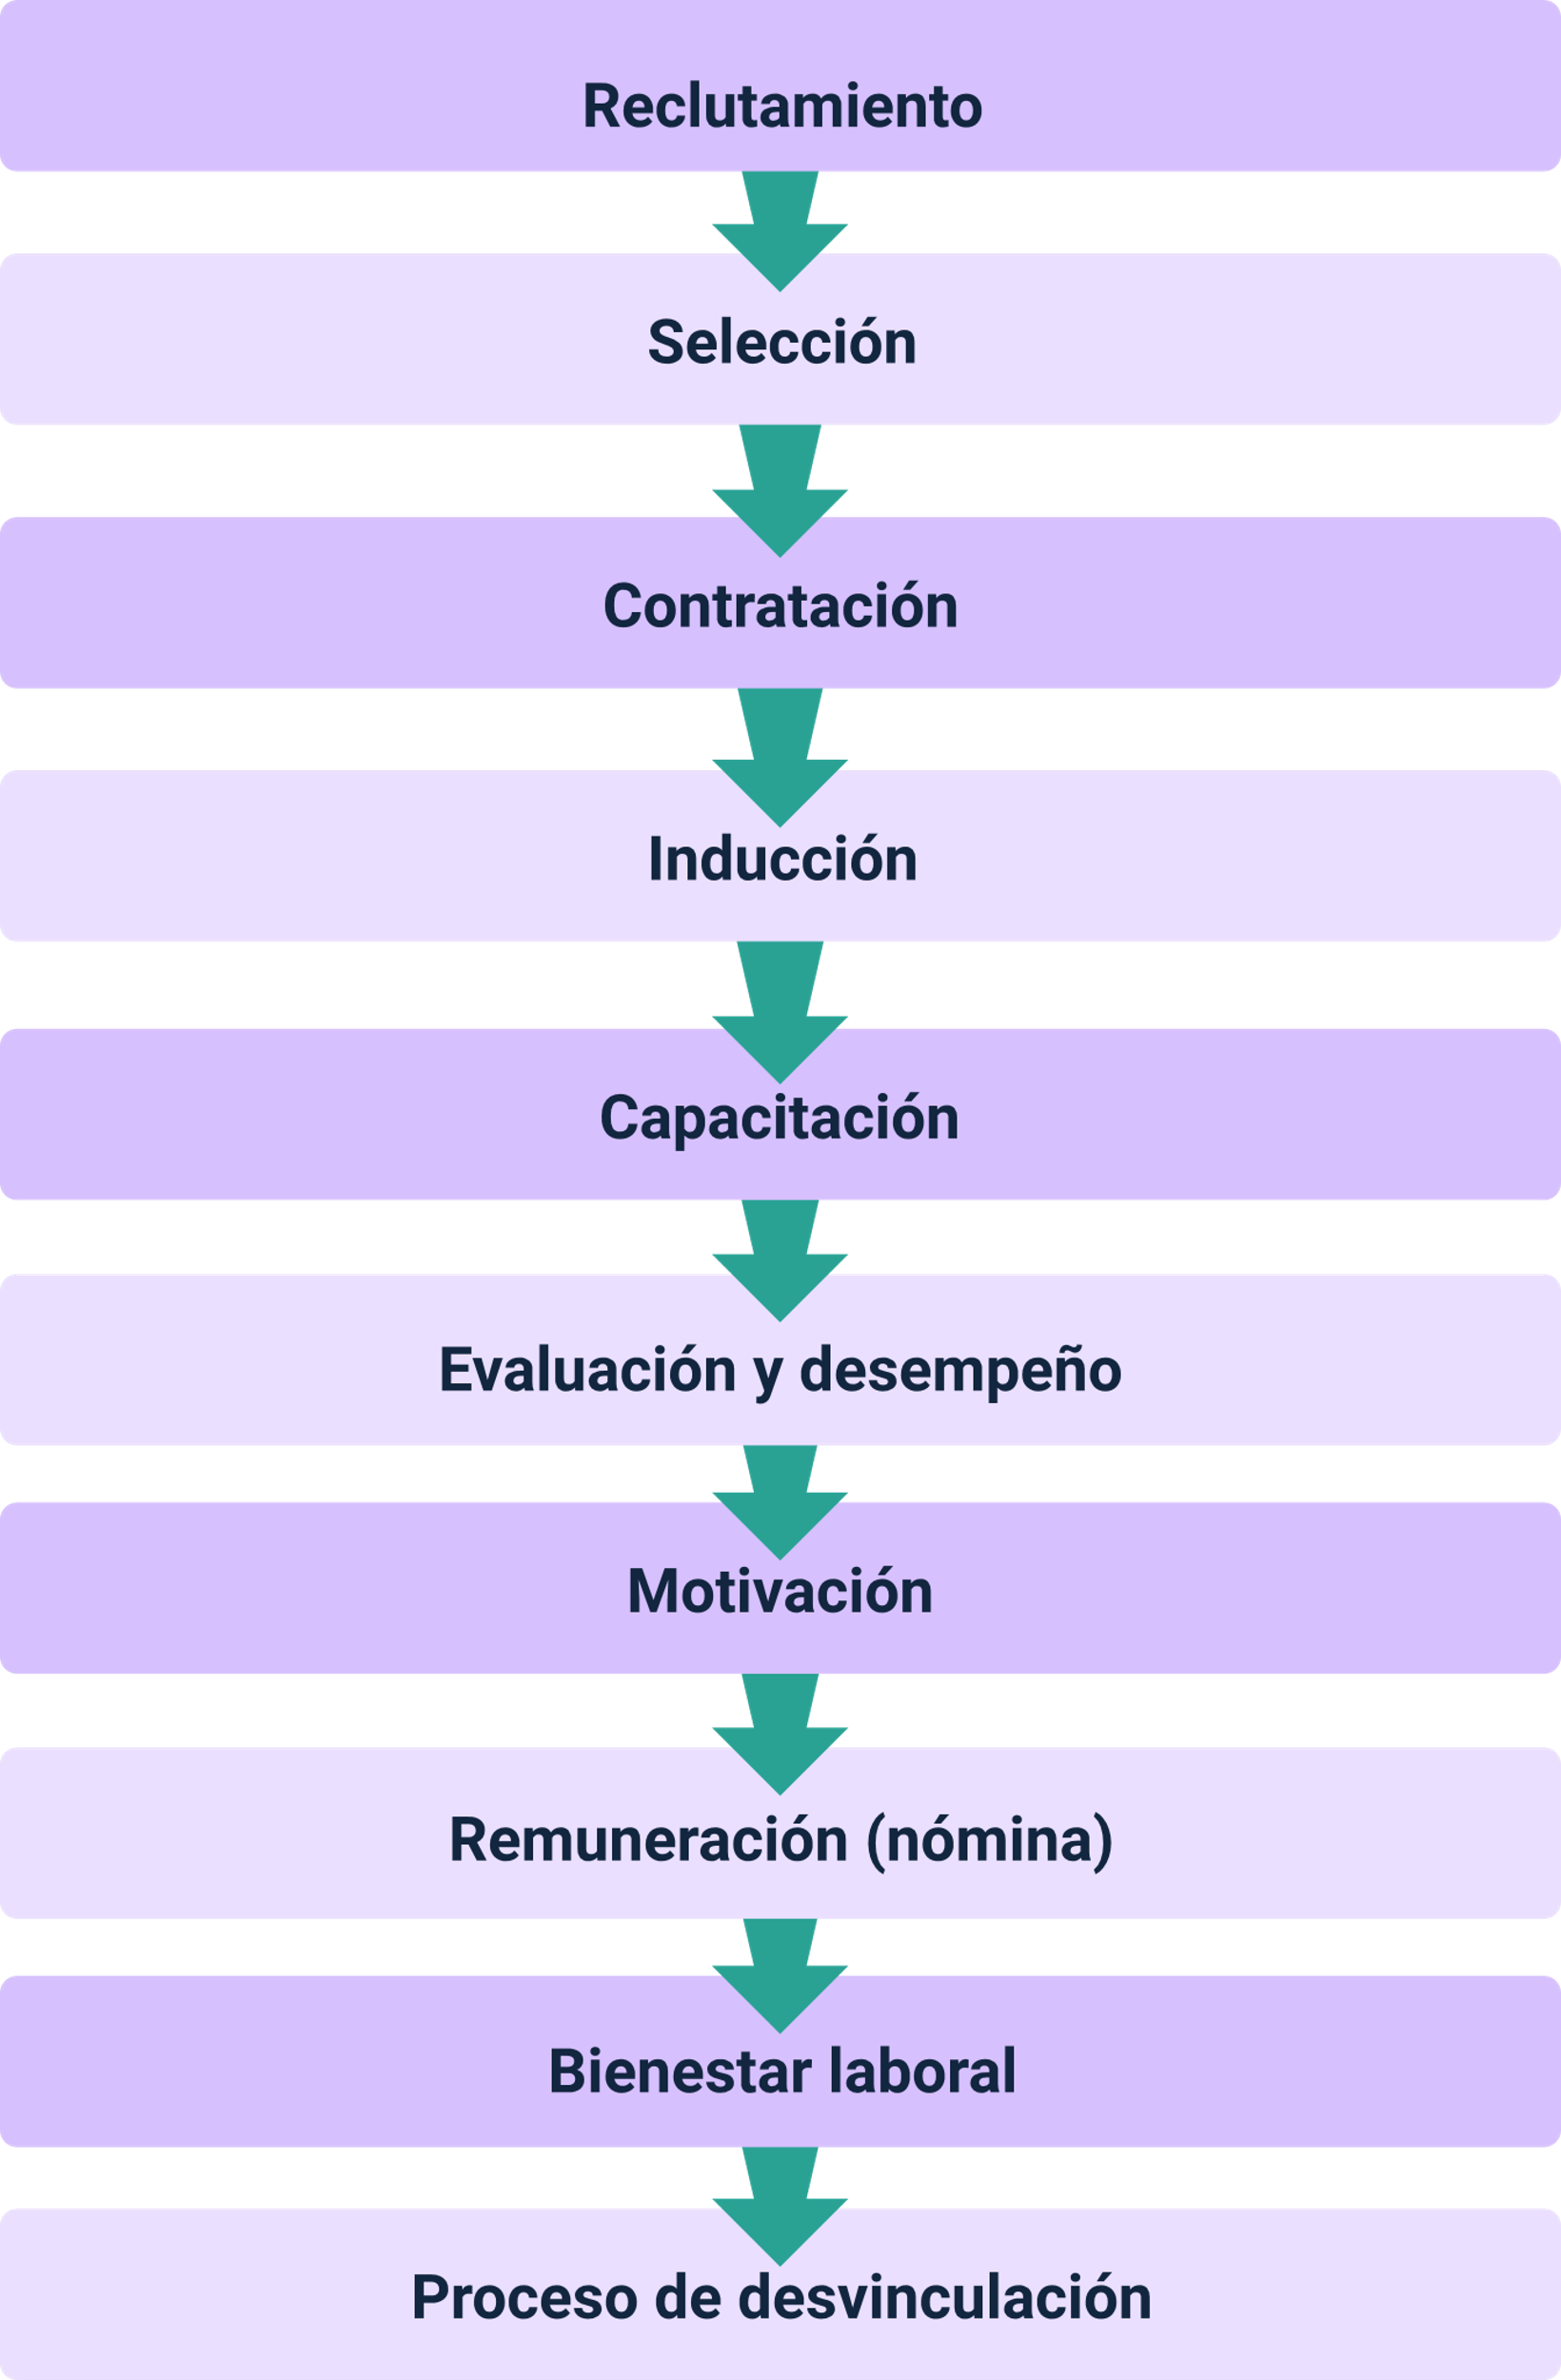 Reclutamiento
Selección
Contratación
Inducción
Capacitación
Evaluación y desempeño
Motivación
Remuneración (nómina)
Bienestar laboral
Proceso de desvinculación